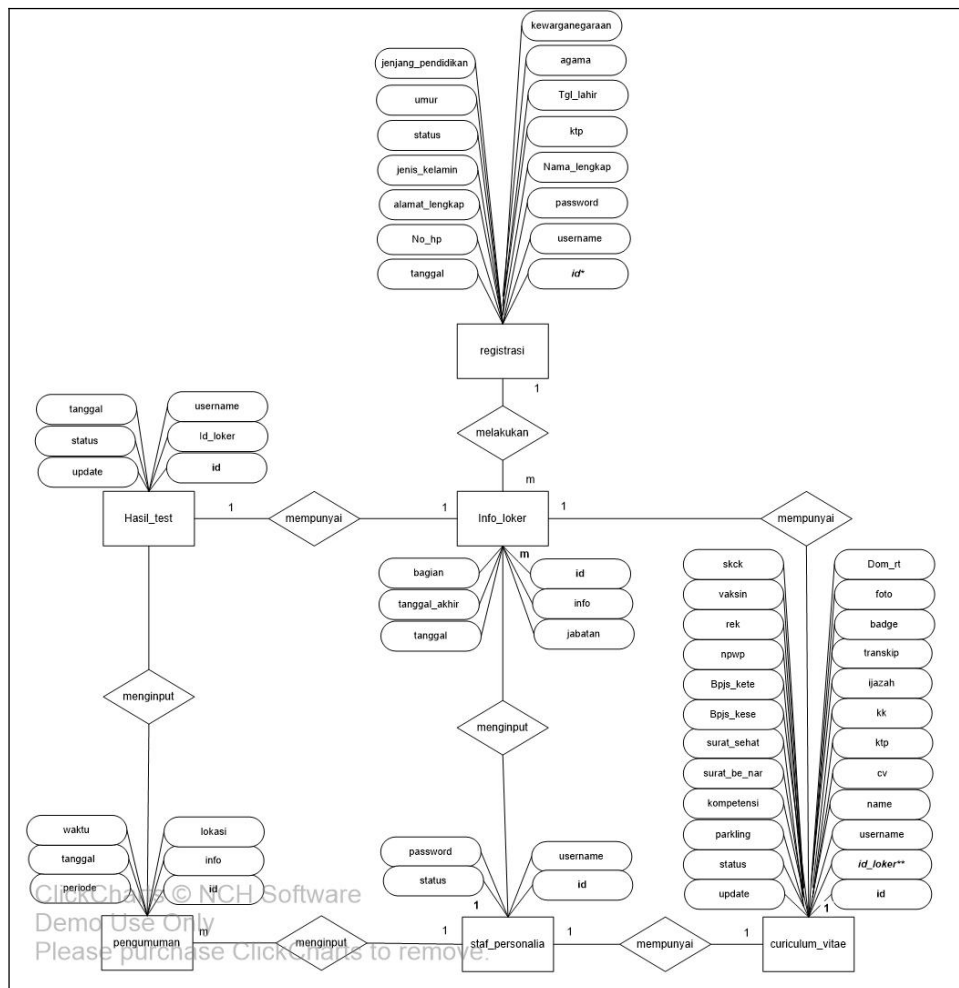 kewarganegaraan
jenjang_pendidikan
agama
umur
Tgl_lahir
status
ktp
jenis_kelamin
Nama_lengkap
alamat_lengkap
password
No_hp
username
tanggal
id*
registrasi
1
melakukan
m
tanggal
username
status
Id_loker
update
id
Hasil_test
1
mempunyai
1
Info_loker
1
mempunyai
m
bagian
id
tanggal_akhir
info
tanggal
jabatan
skck
Dom_rt
vaksin
foto
rek
badge
npwp
transkip
Bpjs_kete
ijazah
Bpjs_kese
kk
surat_sehat
ktp
surat_be_nar
cv
kompetensi
name
parkling
username
status
id_loker**
update
id
menginput
menginput
waktu
lokasi
tanggal
info
periode
id
password
username
status
id
1
1
pengumuman
m
menginput
1
staf_personalia
1
mempunyai
1
curiculum_vitae
ClickCharts © NCH Software
Demo Use Only
Please purchase ClickCharts to remove.